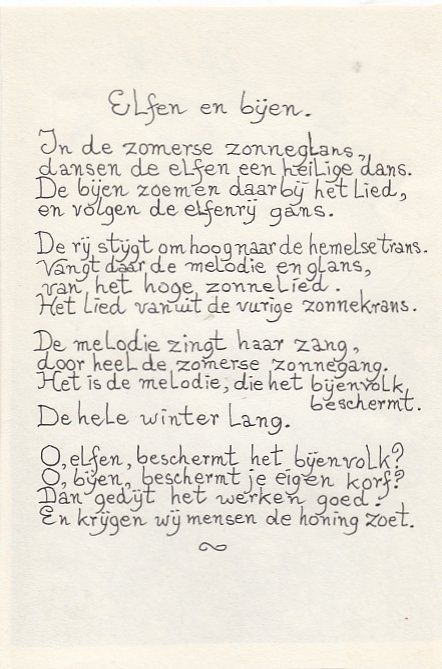 Elfen en bijen.
In de zomerse zonneglans,
dansen de elfen een heilige dans.
De bijen zoemen daarbij het lied,
en volgen de elfenrij gans.
De rij stijgt omhoog naar de hemelse trans.
Vangt daar de melodie en glans,
van het hoge zonnelied.
Het lied vanuit de vurige zonnekrans.
De melodie zingt haar zang,
door heel de zomerse zonnegang.
Het is de melodie, die het bijenvolk
beschermt.
De hele winter lang.
O, elfen, beschermt het bijenvolk?
O, bijen, beschermt je eigen korf?
Dan gedijt het werken goed.
En krijgen wij mensen de honing zoet.